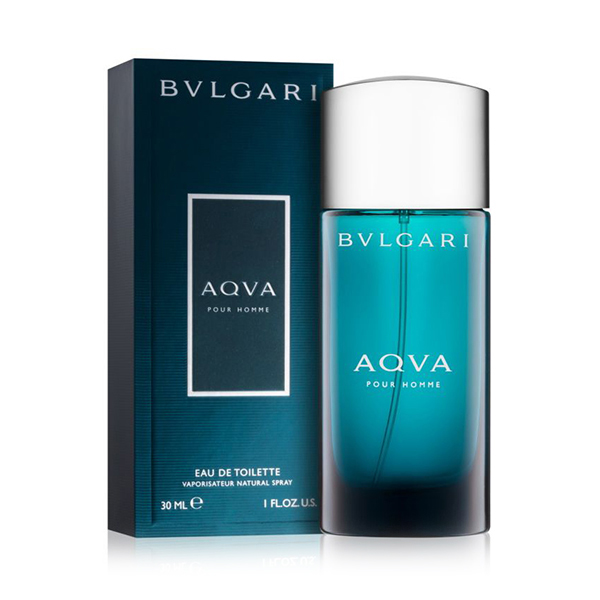 BVLGARI
AQVA
POUR HOMME
EAU DE TOILETTE
VAPORISATEUR NATURAL SPRAY
30 ML ℮
1 FL.OZ. U.S.
BVLGARI
AQVA
POUR HOMME